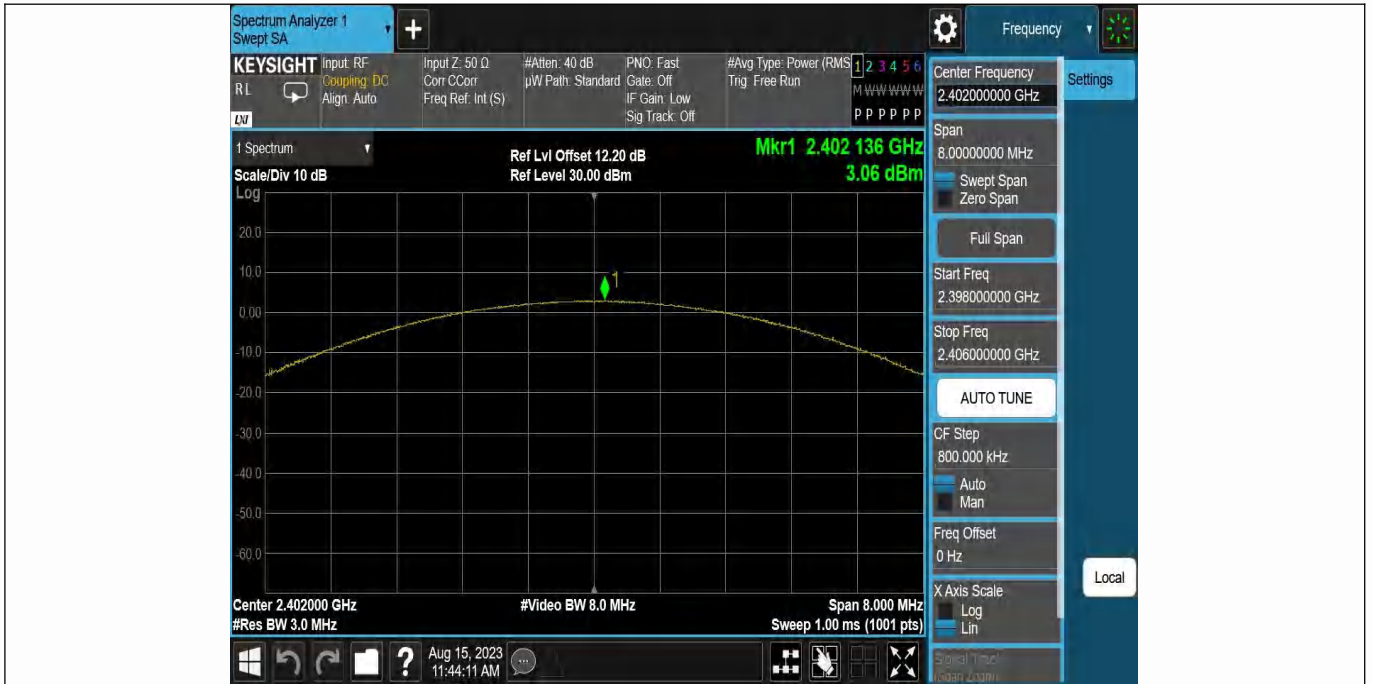 Spectrum Analyzer 1
Swept SA
+
Frequency
KEYSIGHT
RL
LXI
Input: RF
Coupling: DC
Align: Auto
Input Z: 50 Ω
Corr CCorr
Freq Ref: Int (S)
#Atten: 40 dB
µW Path: Standard
PNO: Fast
Gate: Off
IF Gain: Low
Sig Track: Off
#Avg Type: Power (RMS
Trig: Free Run
1 2 3 4 5 6
M W W W W W
P P P P P P
1 Spectrum
Scale/Div 10 dB
Log
Ref Lvl Offset 12.20 dB
Ref Level 30.00 dBm
Mkr1 2.402 136 GHz
3.06 dBm
20.0
10.0
0.00
-10.0
-20.0
-30.0
-40.0
-50.0
-60.0
1
Center 2.402000 GHz
#Res BW 3.0 MHz
#Video BW 8.0 MHz
Span 8.000 MHz
Sweep 1.00 ms (1001 pts)
Aug 15, 2023
11:44:11 AM
?
Center Frequency
2.402000000 GHz
Settings
Span
8.00000000 MHz
Swept Span
Zero Span
Full Span
Start Freq
2.398000000 GHz
Stop Freq
2.406000000 GHz
AUTO TUNE
CF Step
800.000 kHz
Auto
Man
Freq Offset
0 Hz
X Axis Scale
Log
Lin
Local
Signal Track
(Span Zoom)